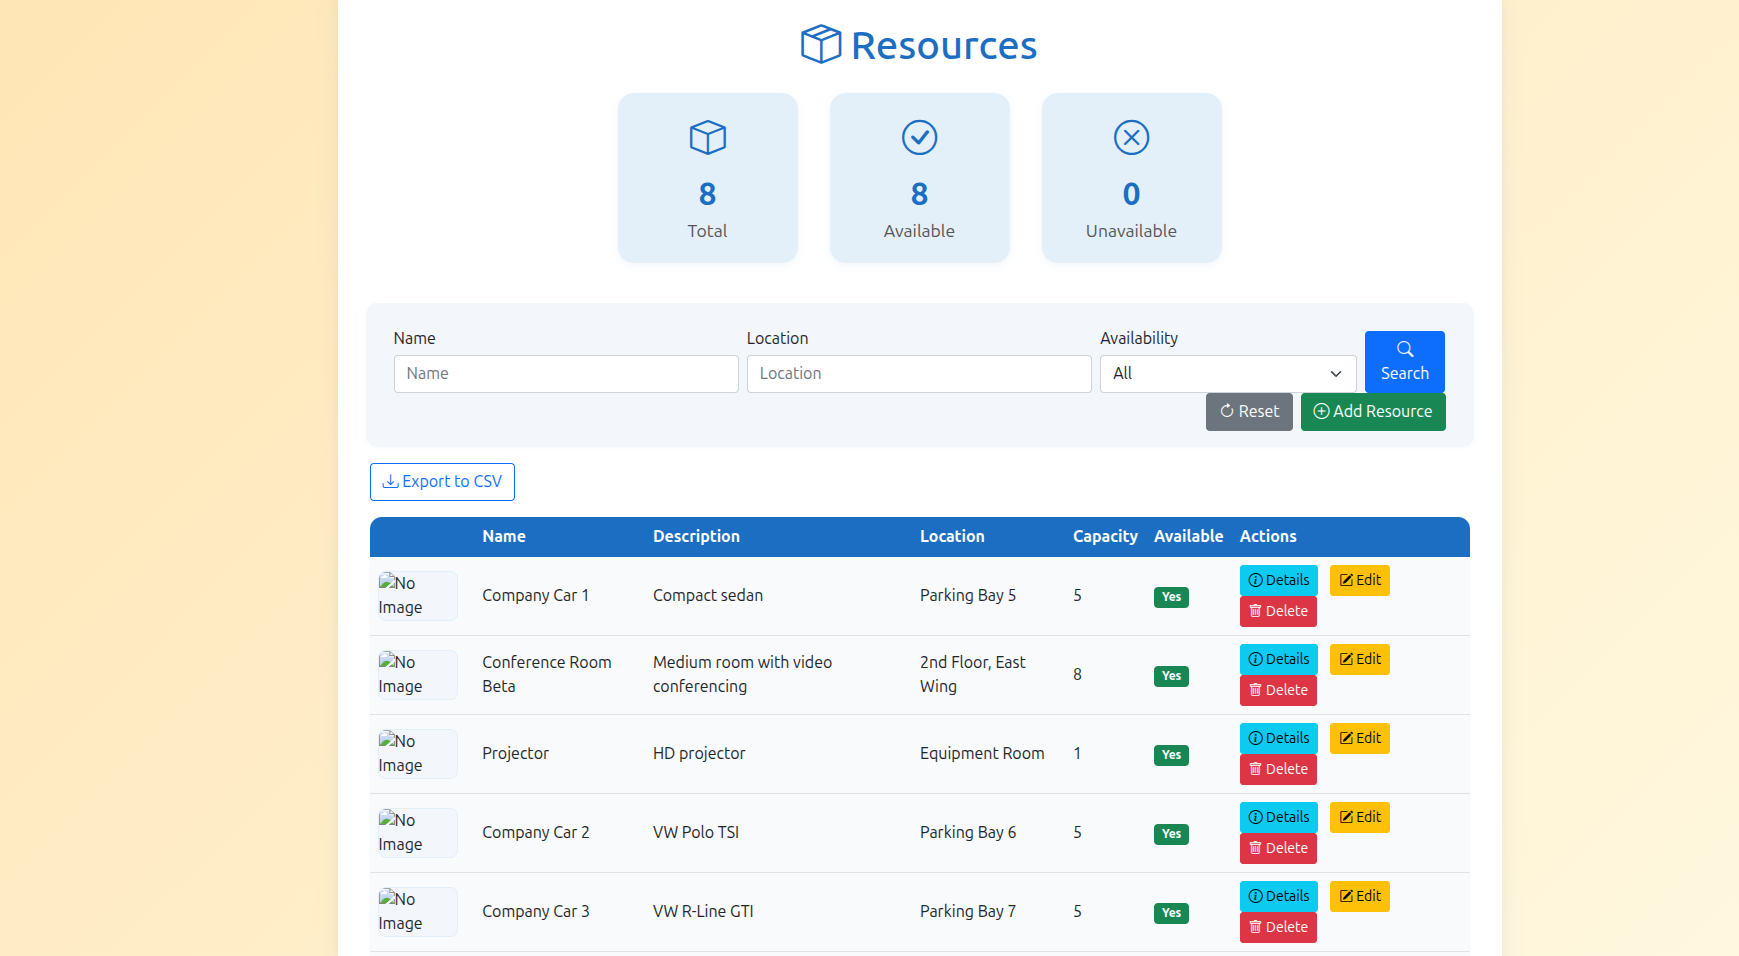 Resources
8
Total
8
Available
0
Unavailable
Name
Location
Availability
Name
Location
All
Search
Reset
Add Resource
Export to CSV
Name Description Location Capacity Available Actions
No Image Company Car 1 Compact sedan Parking Bay 5 5 Yes Details Edit Delete
No Image Conference Room Beta Medium room with video conferencing 2nd Floor, East Wing 8 Yes Details Edit Delete
No Image Projector HD projector Equipment Room 1 Yes Details Edit Delete
No Image Company Car 2 VW Polo TSI Parking Bay 6 5 Yes Details Edit Delete
No Image Company Car 3 VW R-Line GTI Parking Bay 7 5 Yes Details Edit Delete